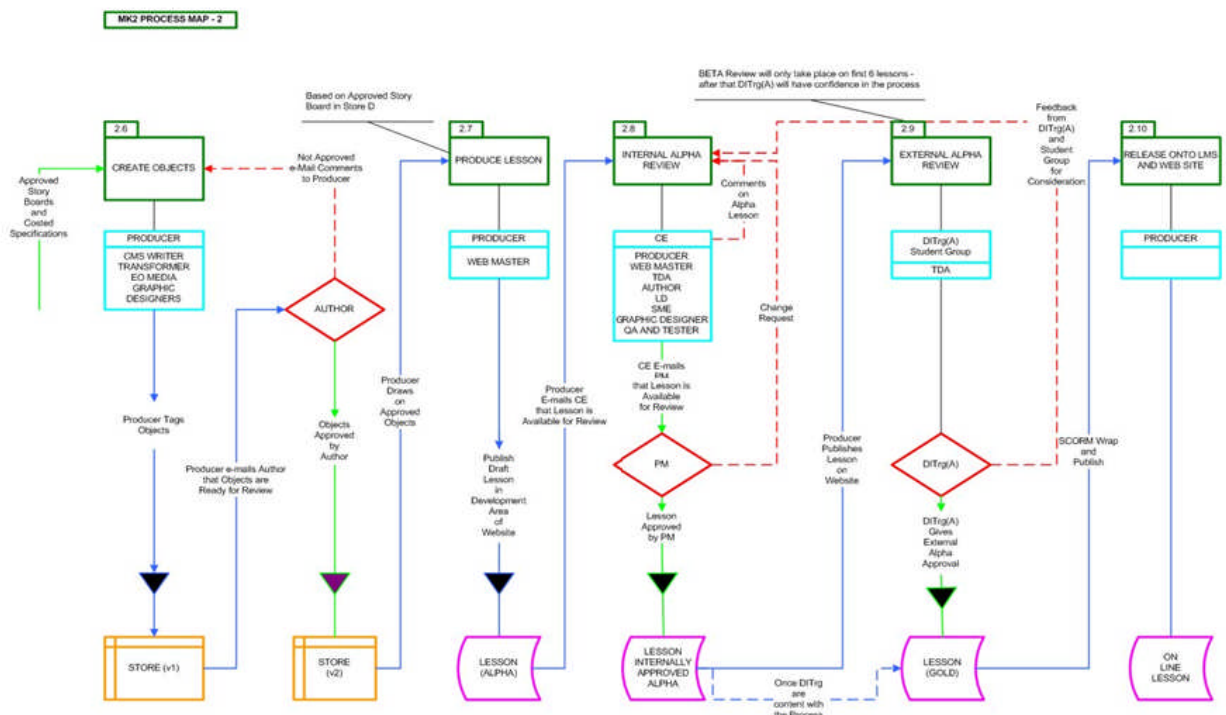 MK2 PROCESS MAP - 2
BETA Review will only take place on first 6 lessons -
after that DITrg(A) will have confidence in the process
Based on Approved Story
Board in Store D
Feedback
from
DITrg(A)
and
Student
Group
for
Consideration
2.6
CREATE OBJECTS
Not Approved
e-Mail Comments
to Producer
2.7
PRODUCE LESSON
2.8
INTERNAL ALPHA
REVIEW
2.9
EXTERNAL ALPHA
REVIEW
2.10
RELEASE ONTO LMS
AND WEB SITE
Approved
Story
Boards
and
Costed
Specifications
Comments
on
Alpha
Lesson
PRODUCER
CMS WRITER
TRANSFORMER
EO MEDIA
GRAPHIC
DESIGNERS
AUTHOR
PRODUCER
WEB MASTER
CE
PRODUCER
WEB MASTER
TDA
AUTHOR
LD
SME
GRAPHIC DESIGNER
QA AND TESTER
Change
Request
DITrg(A)
Student Group
TDA
PRODUCER
Producer Tags
Objects
Producer e-mails Author
that Objects are
Ready for Review
Objects
Approved
by
Author
Producer
Draws
on
Approved
Objects
Publish
Draft
Lesson
in
Development
Area
of
Website
Producer
E-mails CE
that Lesson is
Available for Review
CE E-mails
PM
that Lesson is
Available
for Review
PM
Lesson
Approved
by PM
Producer
Publishes
Lesson
on
Website
DITrg(A)
DITrg(A)
Gives
External
Alpha
Approval
SCORM Wrap
and
Publish
STORE (v1)
STORE
(v2)
LESSON
(ALPHA)
LESSON
INTERNALLY
APPROVED
ALPHA
Once DITrg
are
content with
the Process
LESSON
(GOLD)
ON
LINE
LESSON